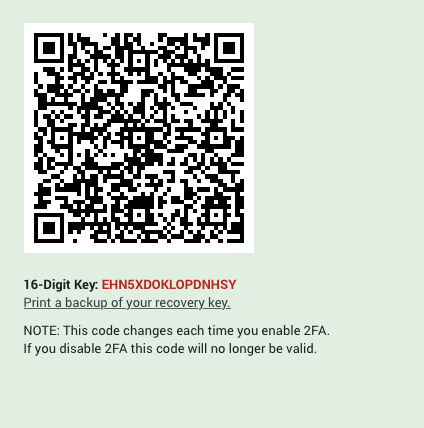 16-Digit Key: EHN5XDOKLOPDNHSY
Print a backup of your recovery key.
NOTE: This code changes each time you enable 2FA.
If you disable 2FA this code will no longer be valid.